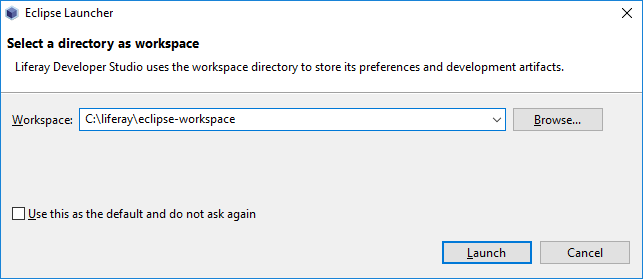 Eclipse Launcher
Select a directory as workspace
Liferay Developer Studio uses the workspace directory to store its preferences and development artifacts.
Workspace: C:\liferay\eclipse-workspace Browse...
Use this as the default and do not ask again
Launch Cancel